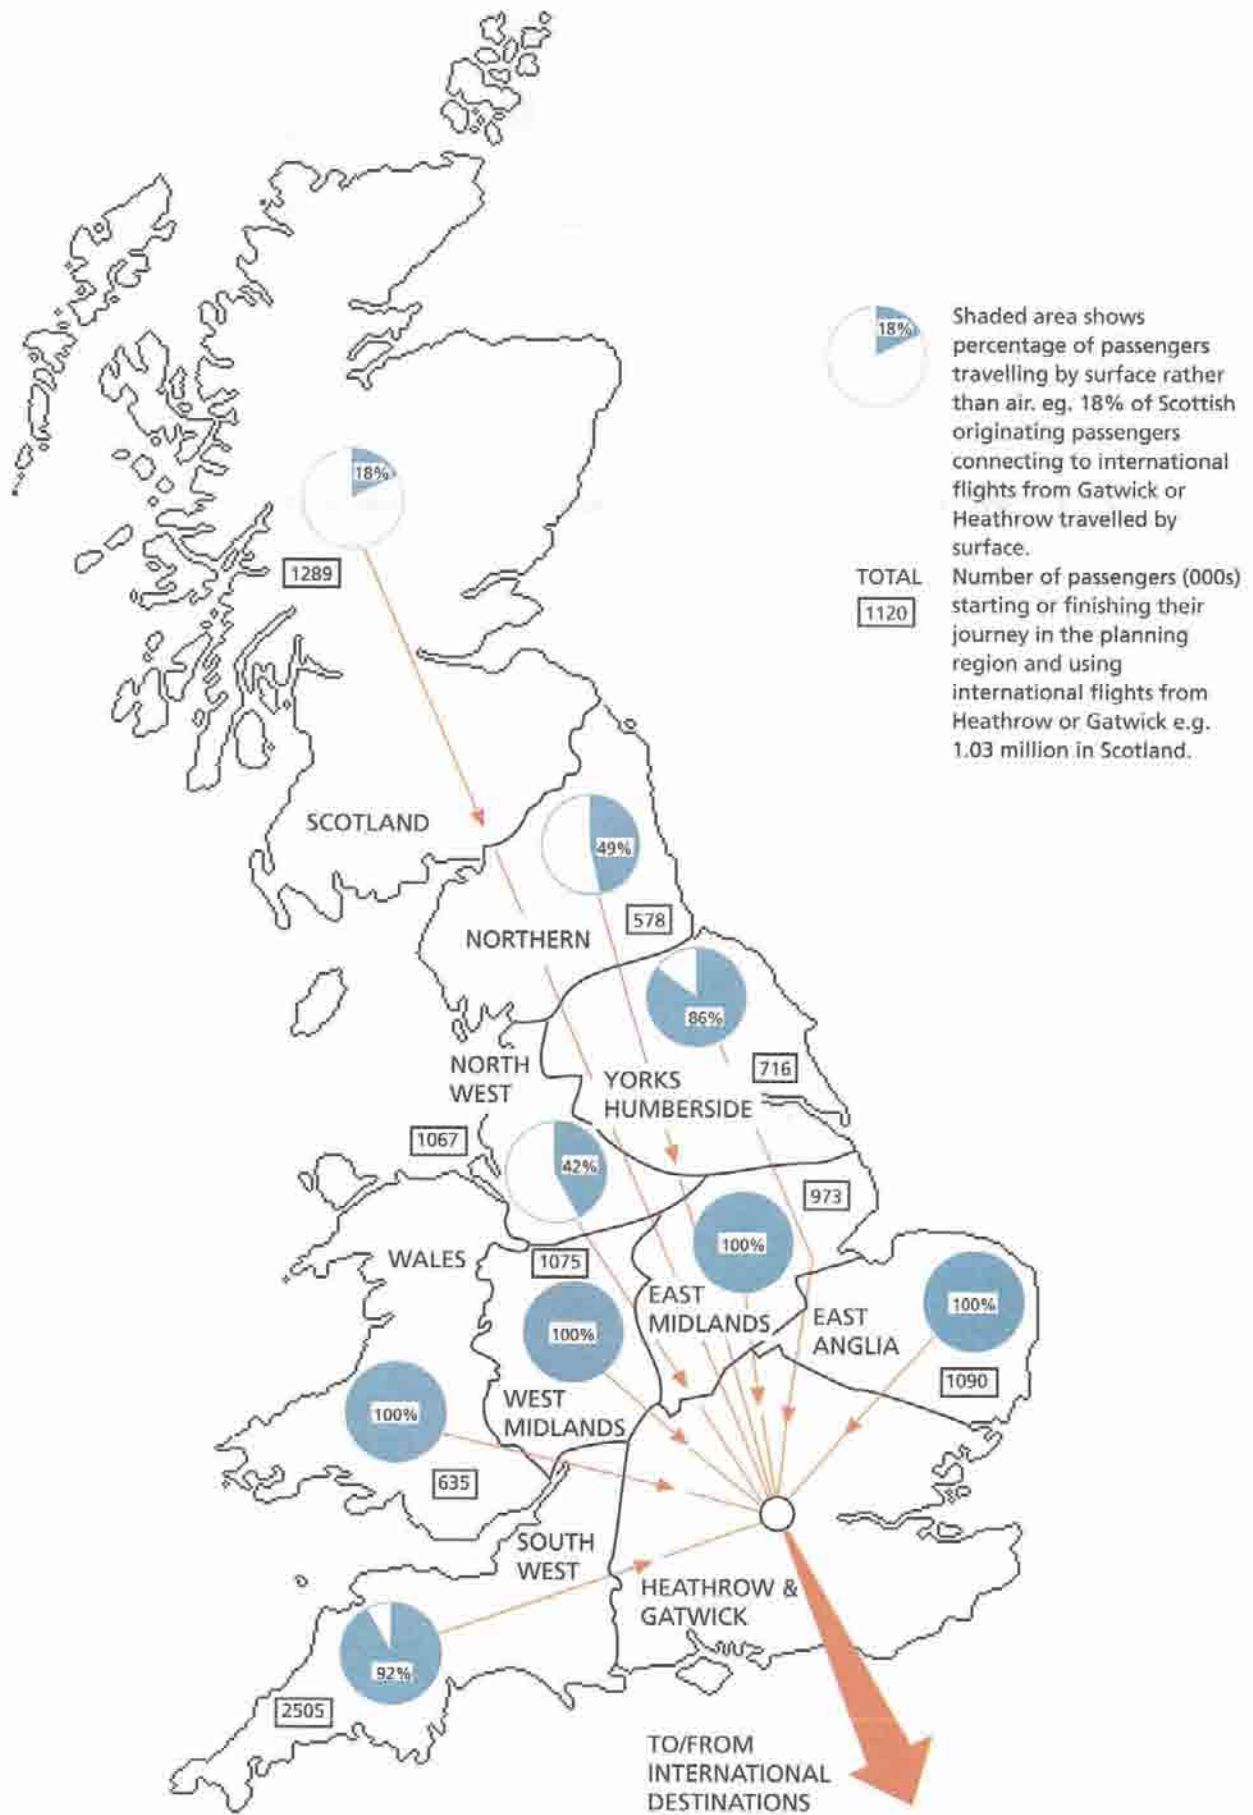 18%
Shaded area shows
percentage of passengers
travelling by surface rather
than air. eg. 18% of Scottish
originating passengers
connecting to international
flights from Gatwick or
Heathrow travelled by
surface.
TOTAL
1120
Number of passengers (000s)
starting or finishing their
journey in the planning
region and using
international flights from
Heathrow or Gatwick e.g.
1.03 million in Scotland.
18%
1289
SCOTLAND
49%
578
NORTHERN
86%
716
NORTH
WEST
YORKS
HUMBERSIDE
1067
42%
973
100%
WALES
1075
100%
EAST
MIDLANDS
EAST
ANGLIA
100%
1090
100%
WEST
MIDLANDS
635
SOUTH
WEST
HEATHROW &
GATWICK
92%
2505
TO/FROM
INTERNATIONAL
DESTINATIONS